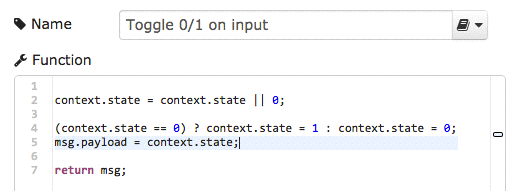 Name
Toggle 0/1 on input
Function
1
2 context.state = context.state || 0;
3
4 (context.state == 0) ? context.state = 1 : context.state = 0;
5 msg.payload = context.state;
6
7 return msg;